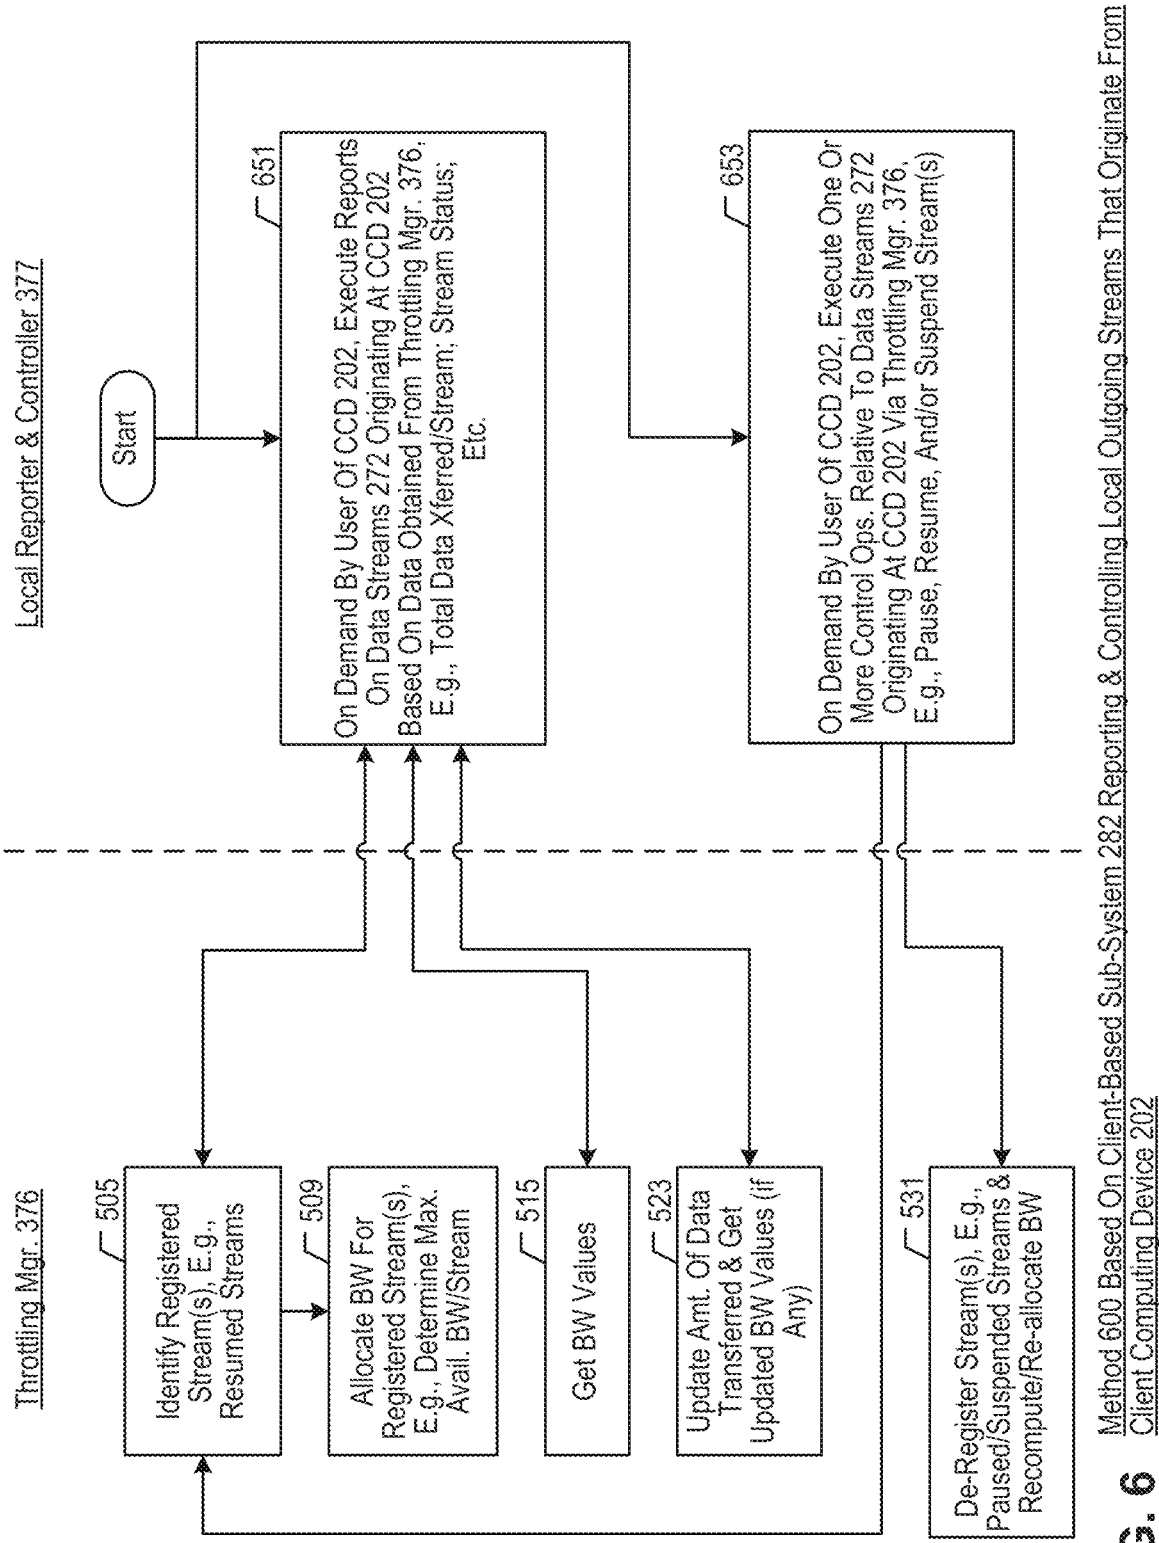 Throttling Mgr. 376
Local Reporter & Controller 377
Start
505
Identify Registered
Stream(s), E.g.,
Resumed Streams
509
Allocate BW For
Registered Stream(s),
E.g., Determine Max.
Avail. BW/Stream
515
Get BW Values
523
Update Amt. Of Data
Transferred & Get
Updated BW Values (if
Any)
531
De-Register Stream(s), E.g.,
Paused/Suspended Streams &
Recompute/Re-allocate BW
651
On Demand By User Of CCD 202, Execute Reports
On Data Streams 272 Originating At CCD 202
Based On Data Obtained From Throttling Mgr. 376,
E.g., Total Data Xferred/Stream; Stream Status;
Etc.
653
On Demand By User Of CCD 202, Execute One Or
More Control Ops. Relative To Data Streams 272
Originating At CCD 202 Via Throttling Mgr. 376,
E.g., Pause, Resume, And/or Suspend Stream(s)
G. 6
Method 600 Based On Client-Based Sub-System 282 Reporting & Controlling Local Outgoing Streams That Originate From
Client Computing Device 202